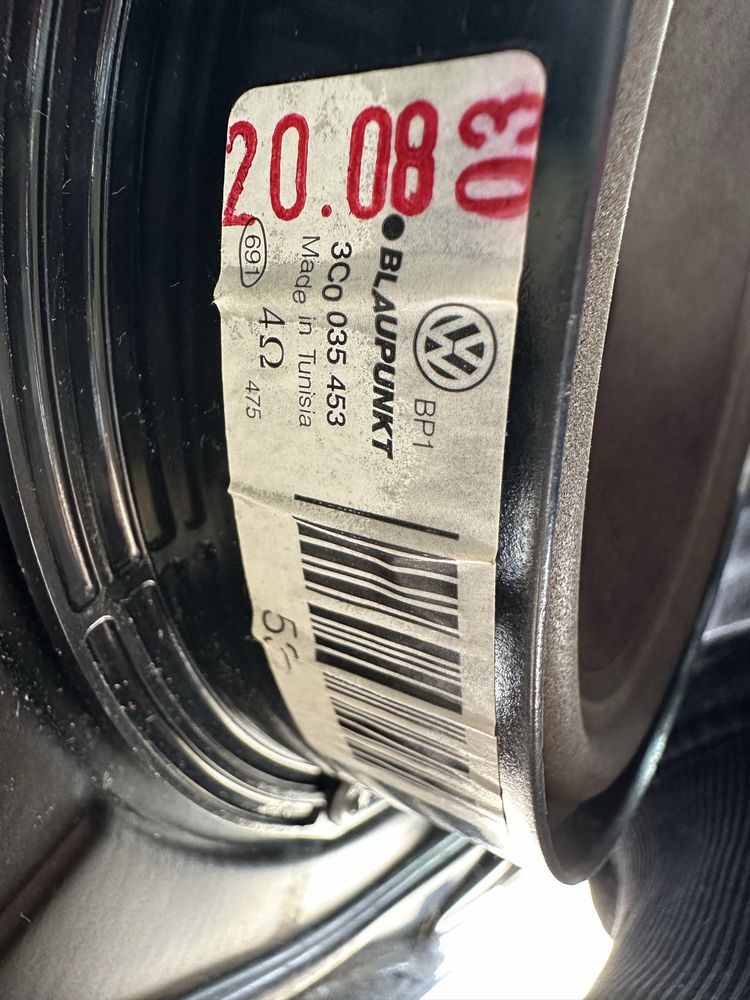 20.08 03
BP1
BLAUPUNKT
3C0 035 453
Made in Tunisia
4Ω 475
691